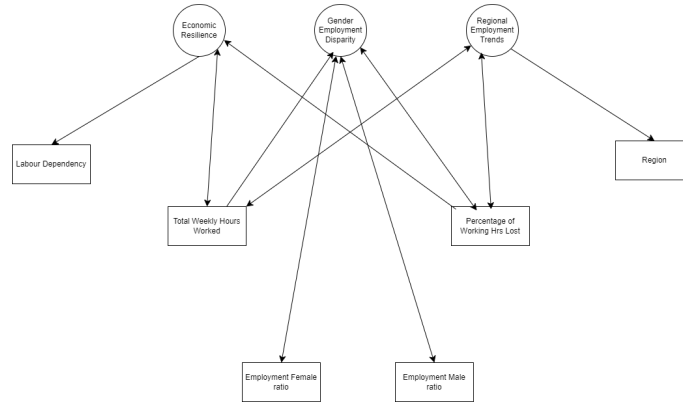 Economic
Resilience
Gender
Employment
Disparity
Regional
Employment
Trends
Labour Dependency
Region
Total Weekly Hours
Worked
Percentage of
Working Hrs Lost
Employment Female
ratio
Employment Male
ratio